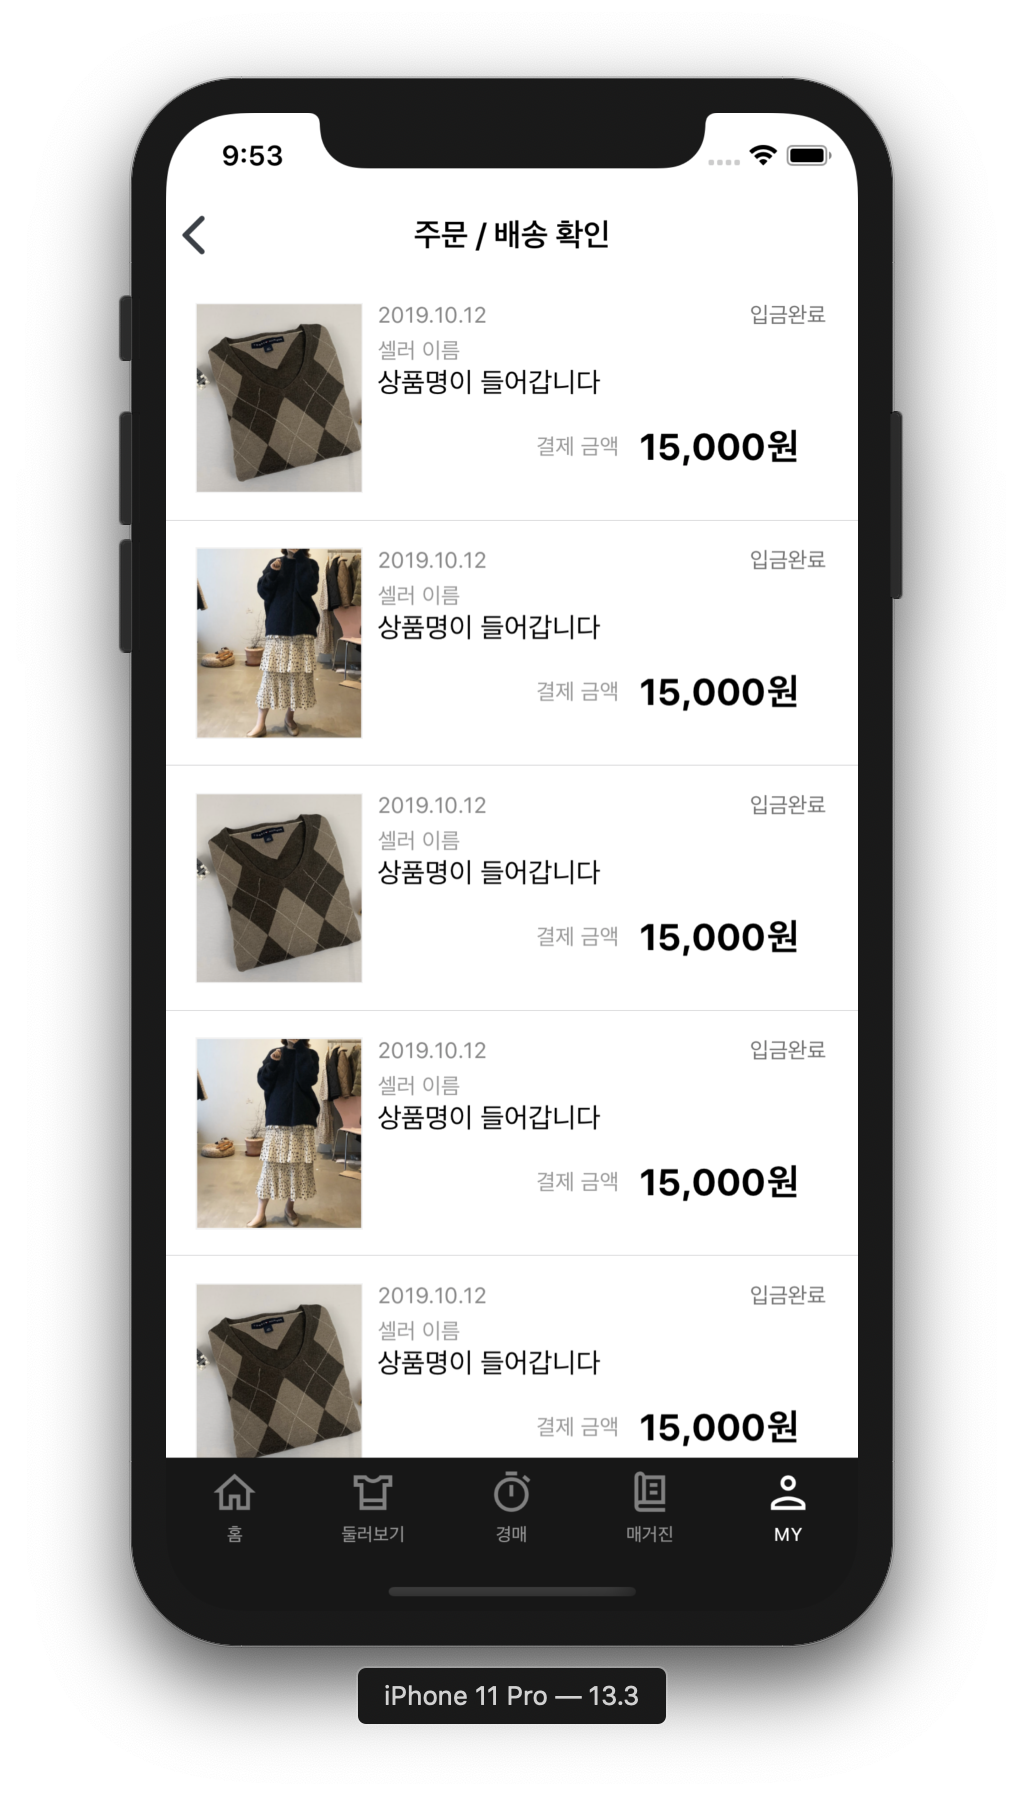 9:53
주문 / 배송 확인
2019.10.12 입금완료
셀러 이름
상품명이 들어갑니다
결제 금액 15,000원
2019.10.12 입금완료
셀러 이름
상품명이 들어갑니다
결제 금액 15,000원
2019.10.12 입금완료
셀러 이름
상품명이 들어갑니다
결제 금액 15,000원
2019.10.12 입금완료
셀러 이름
상품명이 들어갑니다
결제 금액 15,000원
2019.10.12 입금완료
셀러 이름
상품명이 들어갑니다
결제 금액 15,000원
홈 둘러보기 경매 매거진 MY
iPhone 11 Pro — 13.3